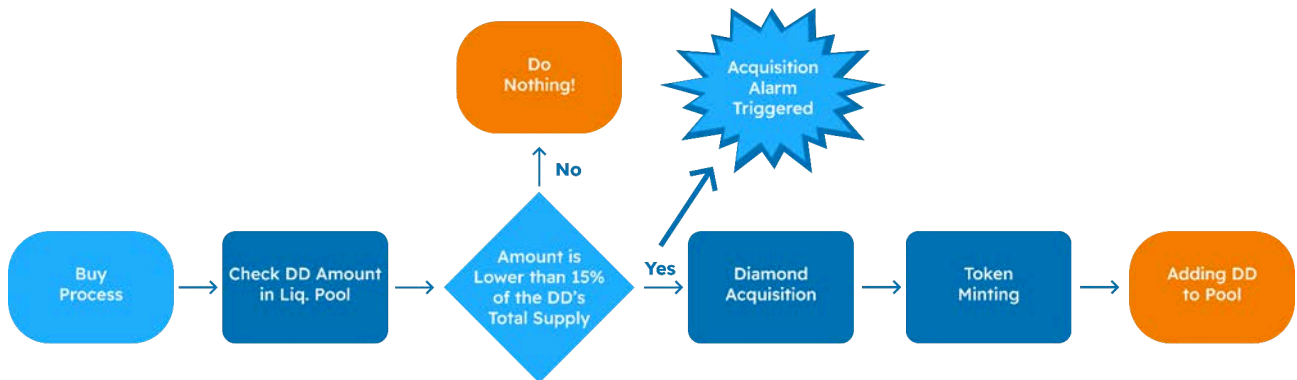 Do
Nothing!
Acquisition
Alarm
Triggered
No
Buy
Process
Check DD Amount
in Liq. Pool
Amount is
Lower than 15%
of the DD's
Total Supply
Yes
Diamond
Acquisition
Token
Minting
Adding DD
to Pool